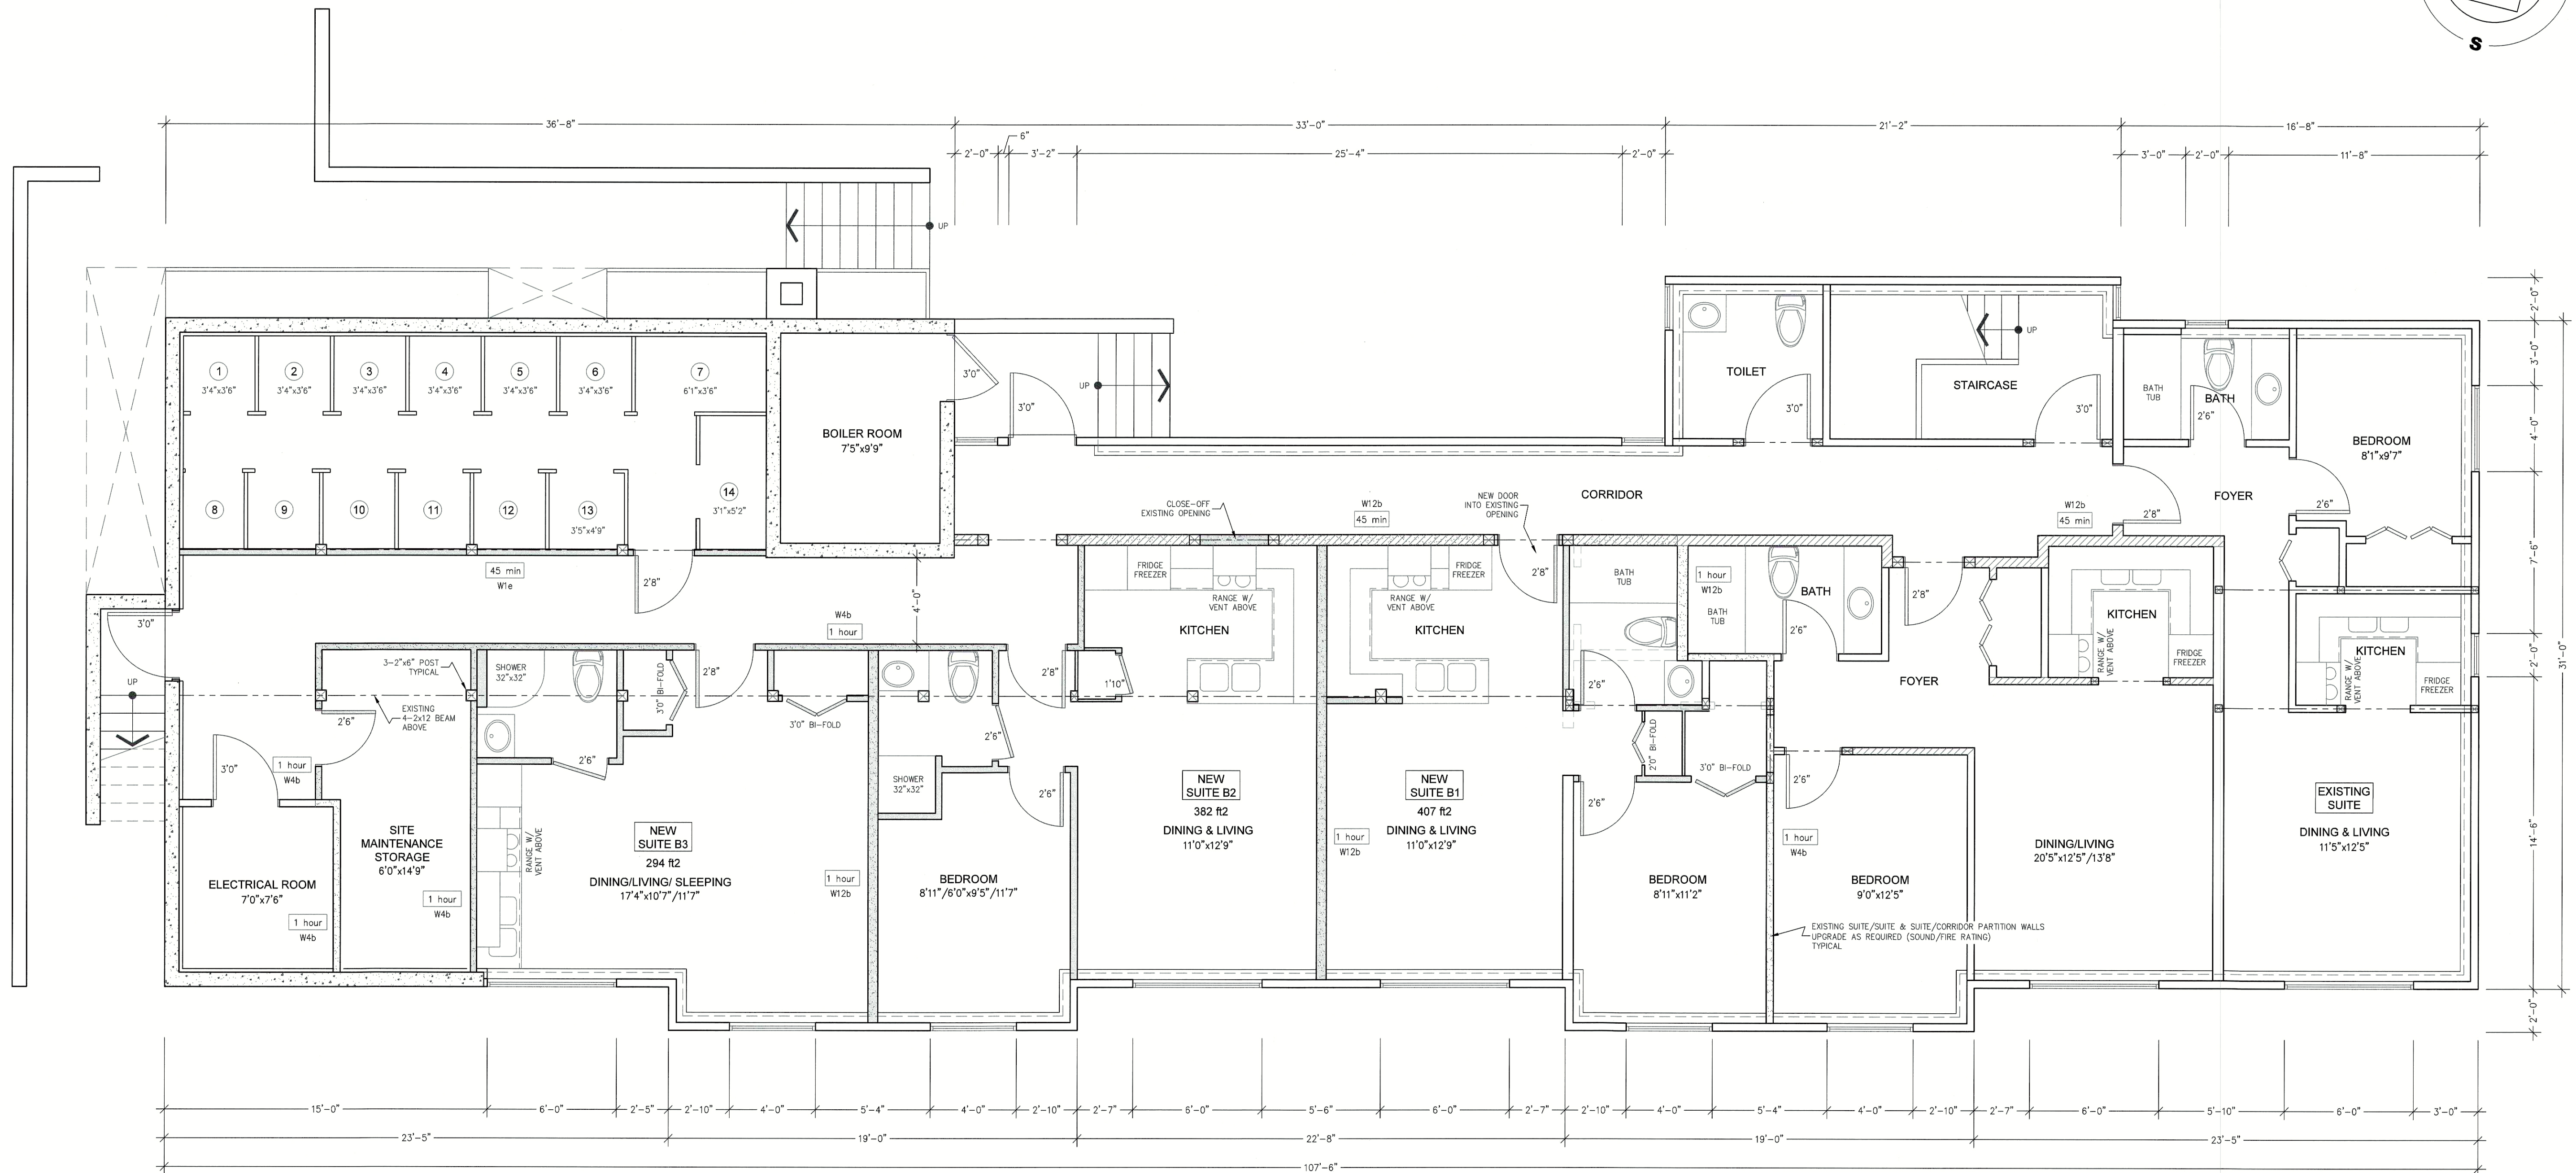 S
36'-8"
33'-0"
21'-2"
16'-8"
6"
2'-0"
3'-2"
25'-4"
2'-0"
3'-0"
2'-0"
11'-8"
UP
2'-0"
3'-0"
4'-0"
7'-6"
2'-0"
31'-0"
14'-6"
2'-0"
1
3'4"x3'6"
2
3'4"x3'6"
3
3'4"x3'6"
4
3'4"x3'6"
5
3'4"x3'6"
6
3'4"x3'6"
7
6'1"x3'6"
8
9
10
11
12
13
3'5"x4'9"
14
3'1"x5'2"
BOILER ROOM
7'5"x9'9"
3'0"
3'0"
UP
TOILET
3'0"
STAIRCASE
UP
3'0"
BATH
TUB
BATH
2'6"
BEDROOM
8'1"x9'7"
CORRIDOR
CLOSE-OFF
EXISTING OPENING
W12b
45 min
NEW DOOR
INTO EXISTING
OPENING
W12b
45 min
2'8"
FOYER
2'6"
45 min
W1e
2'8"
4'-0"
W4b
1 hour
FRIDGE
FREEZER
RANGE W/
VENT ABOVE
KITCHEN
FRIDGE
FREEZER
RANGE W/
VENT ABOVE
KITCHEN
2'8"
BATH
TUB
1 hour
W12b
BATH
TUB
BATH
2'6"
2'8"
KITCHEN
RANGE W/
VENT ABOVE
FRIDGE
FREEZER
KITCHEN
RANGE W/
VENT ABOVE
FRIDGE
FREEZER
3'0"
UP
3-2"x6" POST
TYPICAL
EXISTING
4-2x12 BEAM
ABOVE
2'6"
SHOWER
32"x32"
3'0" BI-FOLD
2'8"
3'0" BI-FOLD
2'6"
2'8"
1'10"
2'6"
2'6"
FOYER
2'0" BI-FOLD
3'0" BI-FOLD
3'0"
1 hour
W4b
SHOWER
32"x32"
2'6"
2'6"
2'6"
SITE
MAINTENANCE
STORAGE
6'0"x14'9"
RANGE W/
VENT ABOVE
NEW
SUITE B3
294 ft2
DINING/LIVING/ SLEEPING
17'4"x10'7"/11'7"
1 hour
W12b
BEDROOM
8'11"/6'0"x9'5"/11'7"
NEW
SUITE B2
382 ft2
DINING & LIVING
11'0"x12'9"
1 hour
W12b
NEW
SUITE B1
407 ft2
DINING & LIVING
11'0"x12'9"
BEDROOM
8'11"x11'2"
1 hour
W4b
BEDROOM
9'0"x12'5"
DINING/LIVING
20'5"x12'5"/13'8"
EXISTING
SUITE
DINING & LIVING
11'5"x12'5"
ELECTRICAL ROOM
7'0"x7'6"
1 hour
W4b
1 hour
W4b
EXISTING SUITE/SUITE & SUITE/CORRIDOR PARTITION WALLS
UPGRADE AS REQUIRED (SOUND/FIRE RATING)
TYPICAL
15'-0"
6'-0"
2'-5"
2'-10"
4'-0"
5'-4"
4'-0"
2'-10"
2'-7"
6'-0"
5'-6"
6'-0"
2'-7"
2'-10"
4'-0"
5'-4"
4'-0"
2'-10"
2'-7"
6'-0"
5'-10"
6'-0"
3'-0"
23'-5"
19'-0"
22'-8"
19'-0"
23'-5"
107'-6"